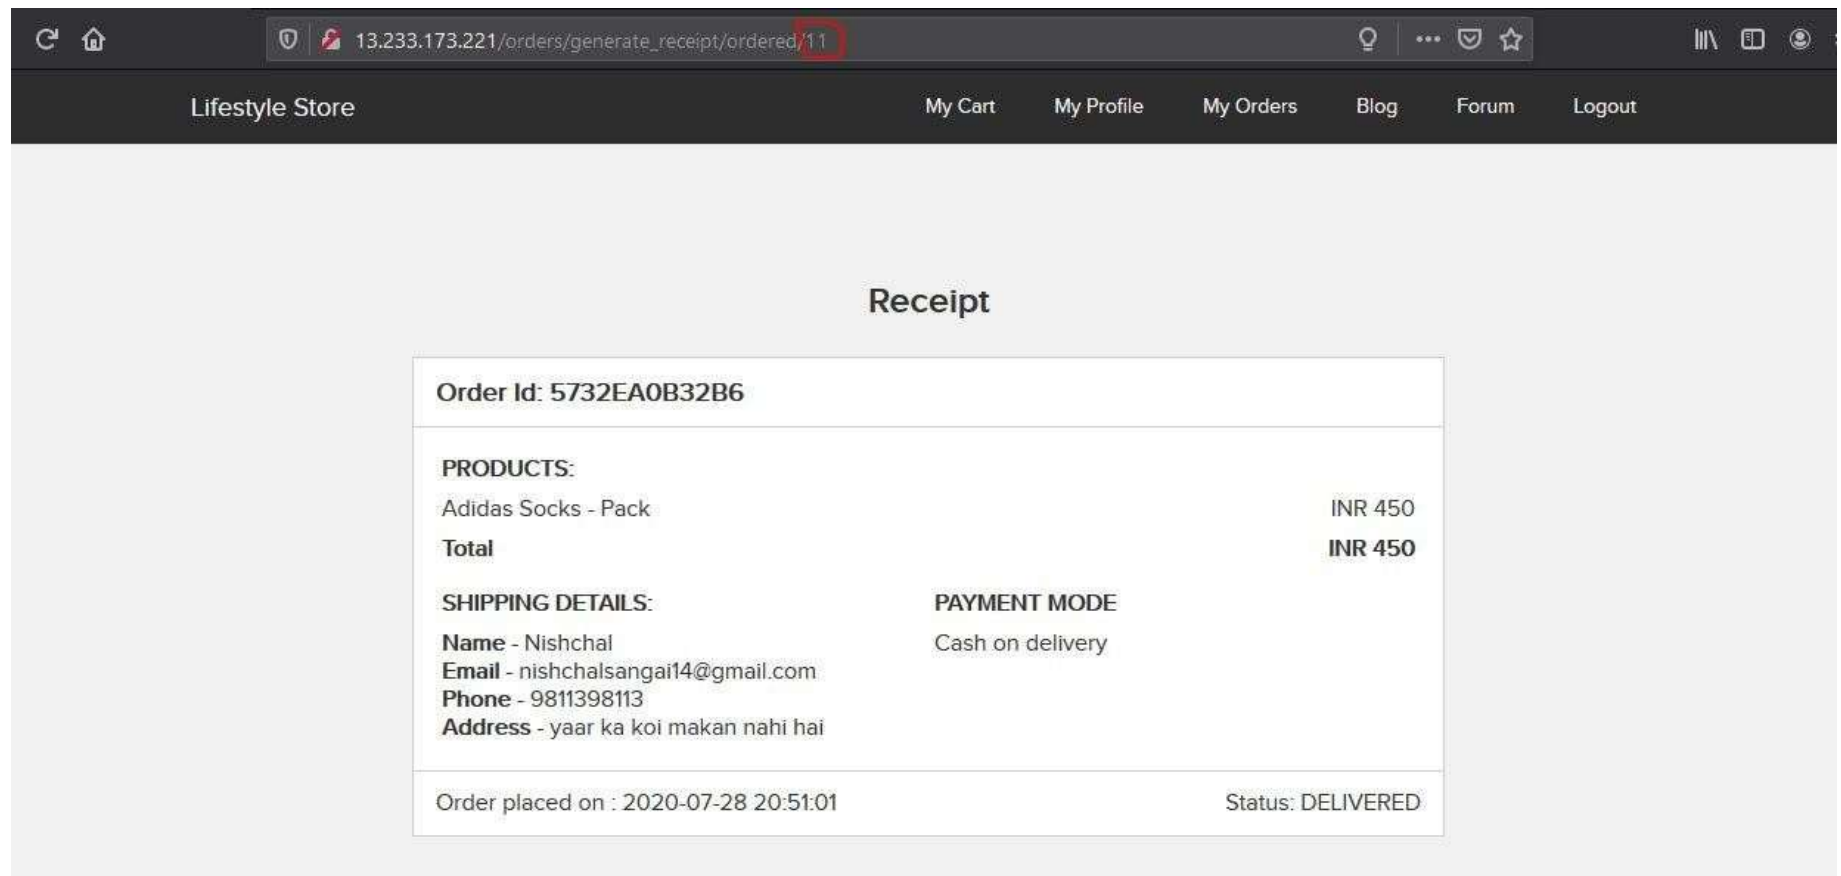 13.233.173.221/orders/generate_receipt/ordered/11
Lifestyle Store My Cart My Profile My Orders Blog Forum Logout
Receipt
Order Id: 5732EA0B32B6
PRODUCTS:
Adidas Socks - Pack INR 450
Total INR 450
SHIPPING DETAILS: PAYMENT MODE
Name - Nishchal Cash on delivery
Email - nishchalsangai14@gmail.com
Phone - 9811398113
Address - yaar ka koi makan nahi hai
Order placed on : 2020-07-28 20:51:01 Status: DELIVERED